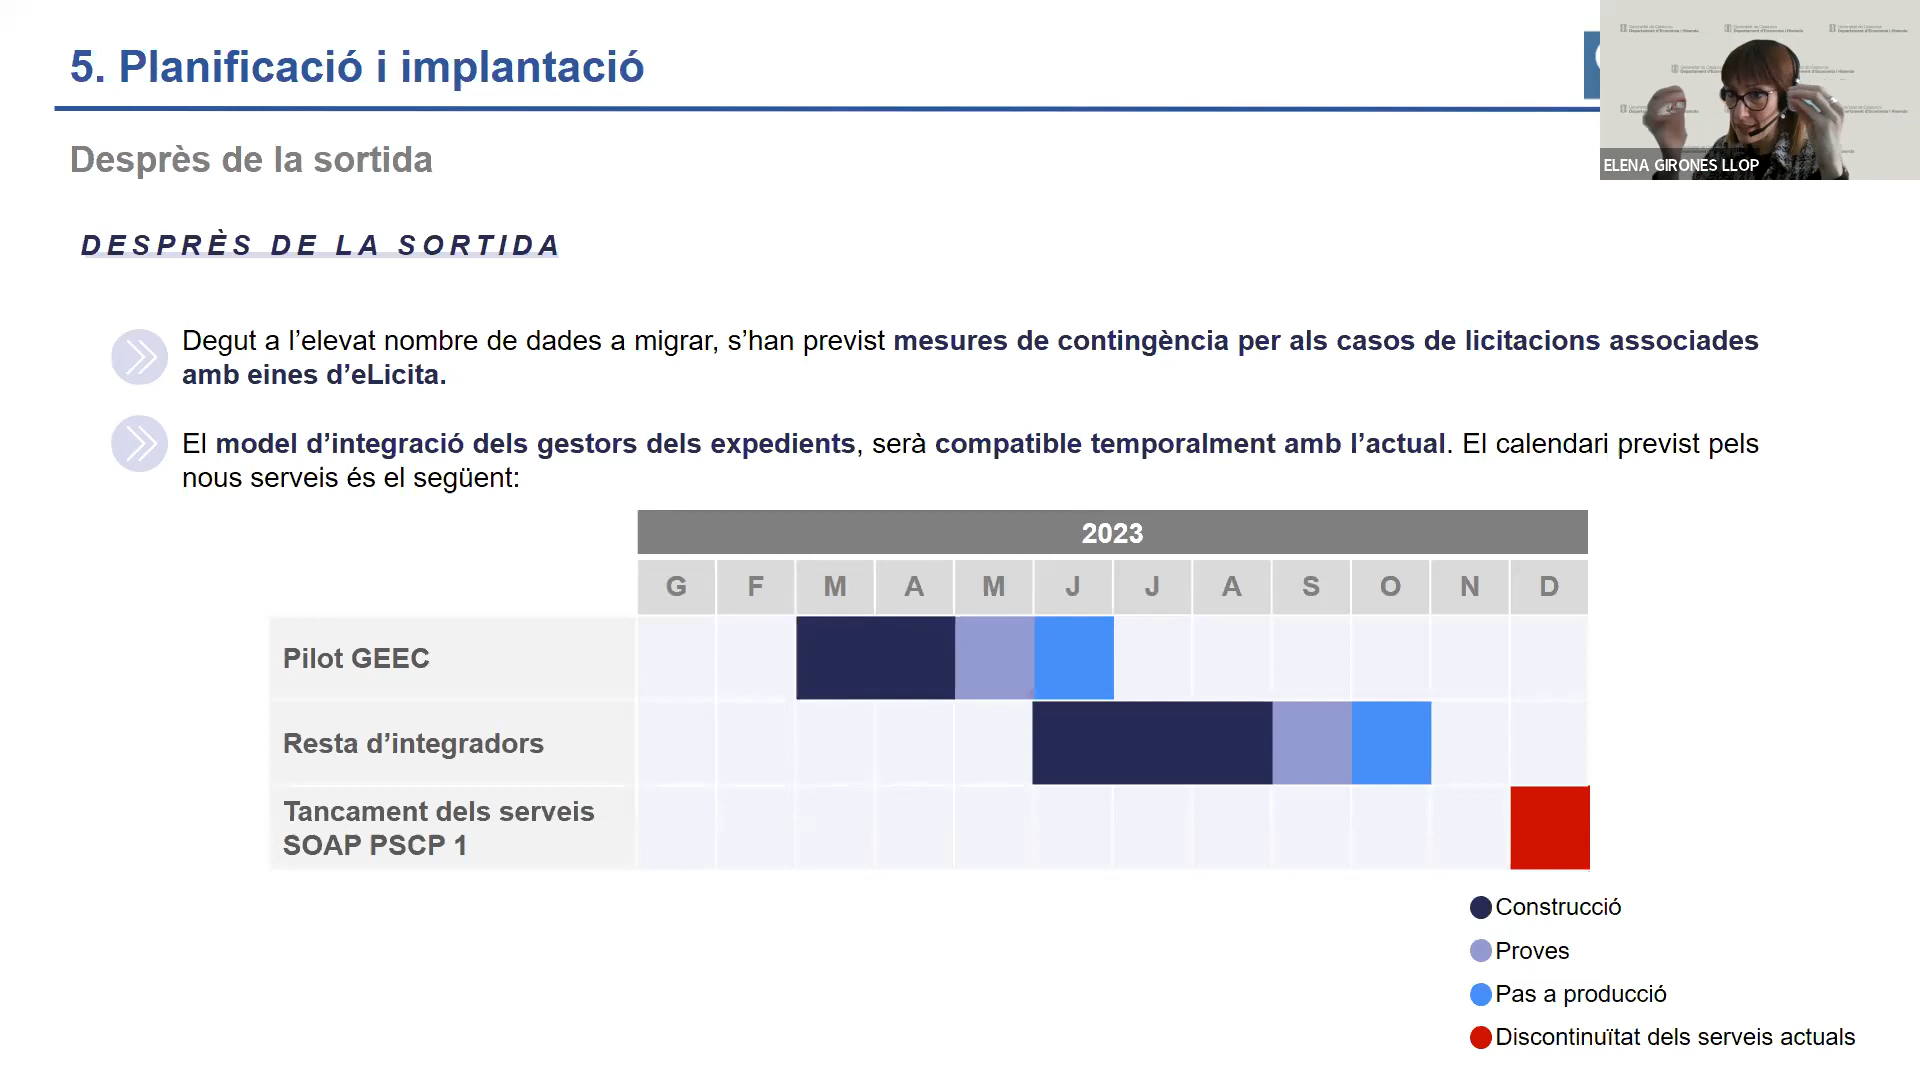 5. Planificació i implantació
Desprès de la sortida
ELENA GIRONES LLOP
DESPRÈS DE LA SORTIDA
Degut a l’elevat nombre de dades a migrar, s’han previst mesures de contingència per als casos de licitacions associades
amb eines d’eLicita.
El model d’integració dels gestors dels expedients, serà compatible temporalment amb l’actual. El calendari previst pels
nous serveis és el següent:
2023
G F M A M J J A S O N D
Pilot GEEC
Resta d’integradors
Tancament dels serveis
SOAP PSCP 1
Construcció
Proves
Pas a producció
Discontinuïtat dels serveis actuals